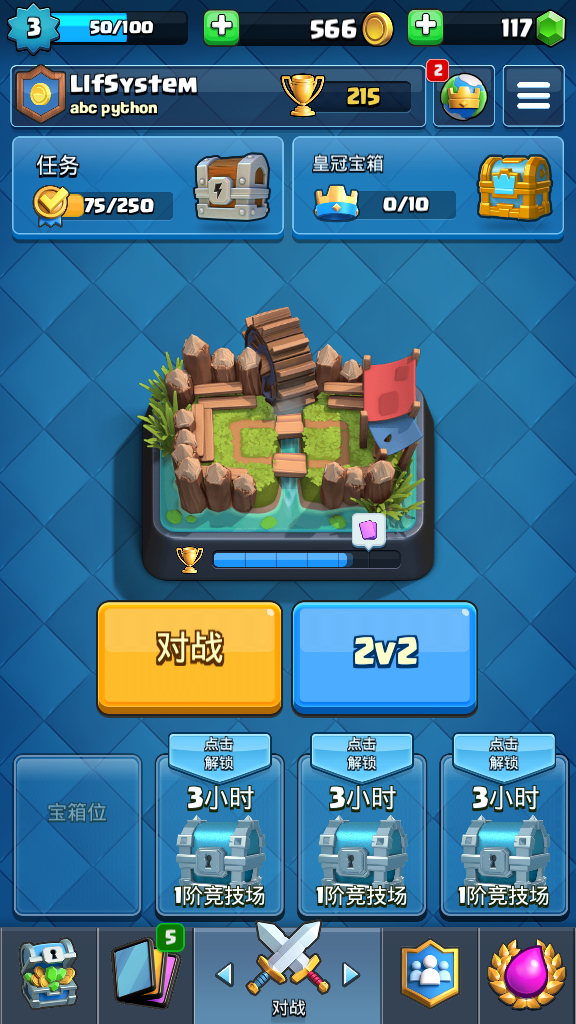 3
50/100
566
117
LIfSystem
abc python
215
2
任务
75/250
皇冠宝箱
0/10
对战
2v2
宝箱位
点击
解锁
3小时
1阶竞技场
点击
解锁
3小时
1阶竞技场
点击
解锁
3小时
1阶竞技场
5
对战